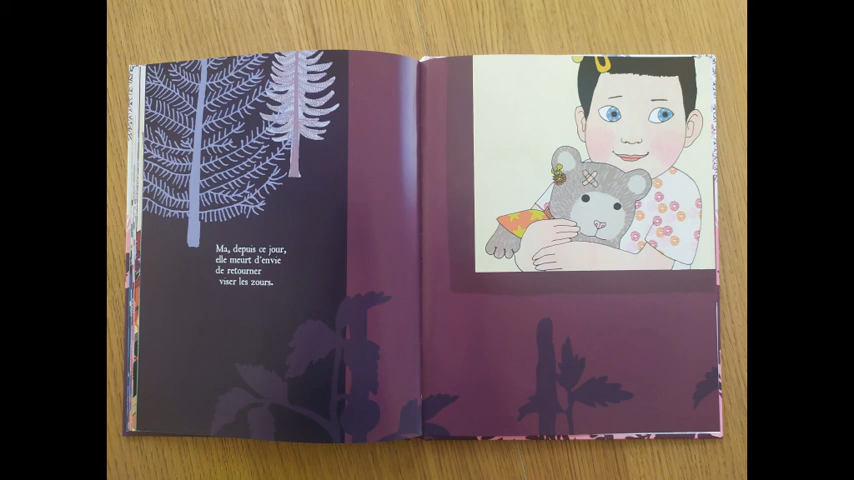 Ma, depuis ce jour,
elle meurt d'envie
de retourner
viser les zours.